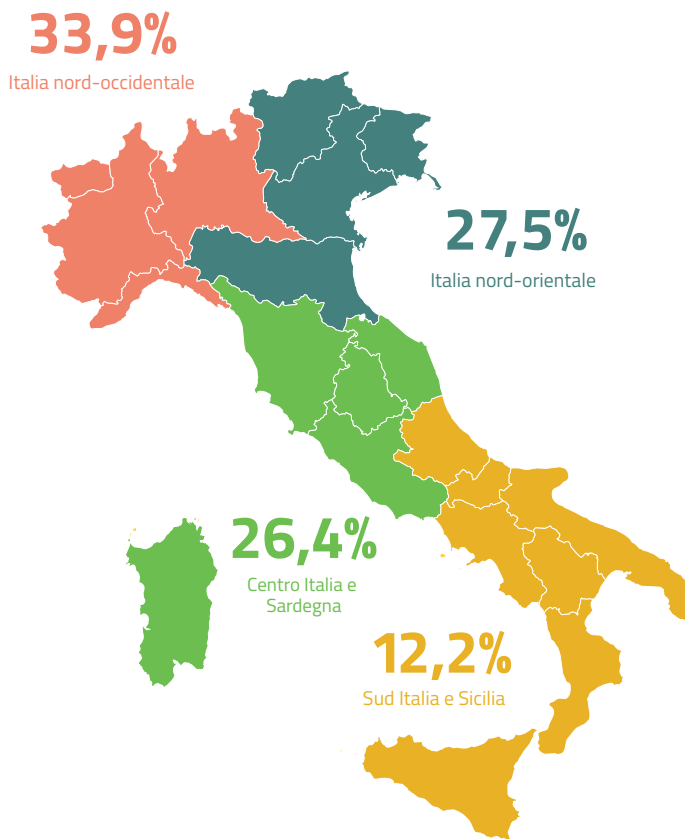 33,9%
Italia nord-occidentale
27,5%
Italia nord-orientale
26,4%
Centro Italia e
Sardegna
12,2%
Sud Italia e Sicilia